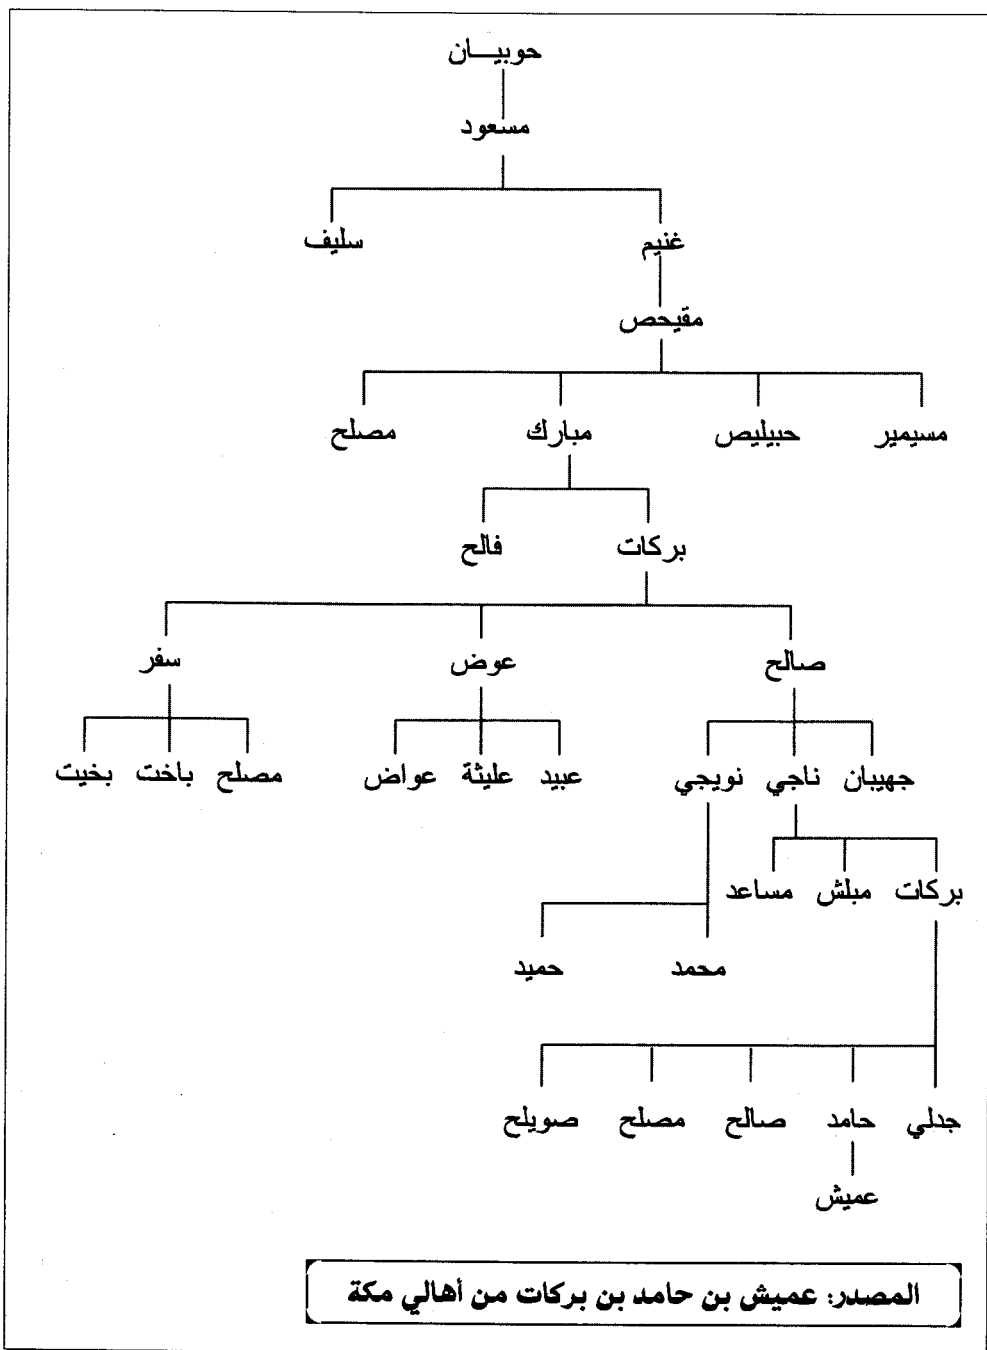 حوبيـــان
مسعود
غنيم سليف
مقيحص
مسيمير حبيليص مبارك مصلح
بركات فالح
صالح عوض سفر
جهيبان ناجي نويجي عبيد عليثة عواض مصلح باخت بخيت
بركات مبلش مساعد
محمد حميد
جدلي حامد صالح مصلح صويلح
عميش
المصدر: عميش بن حامد بن بركات من أهالي مكة